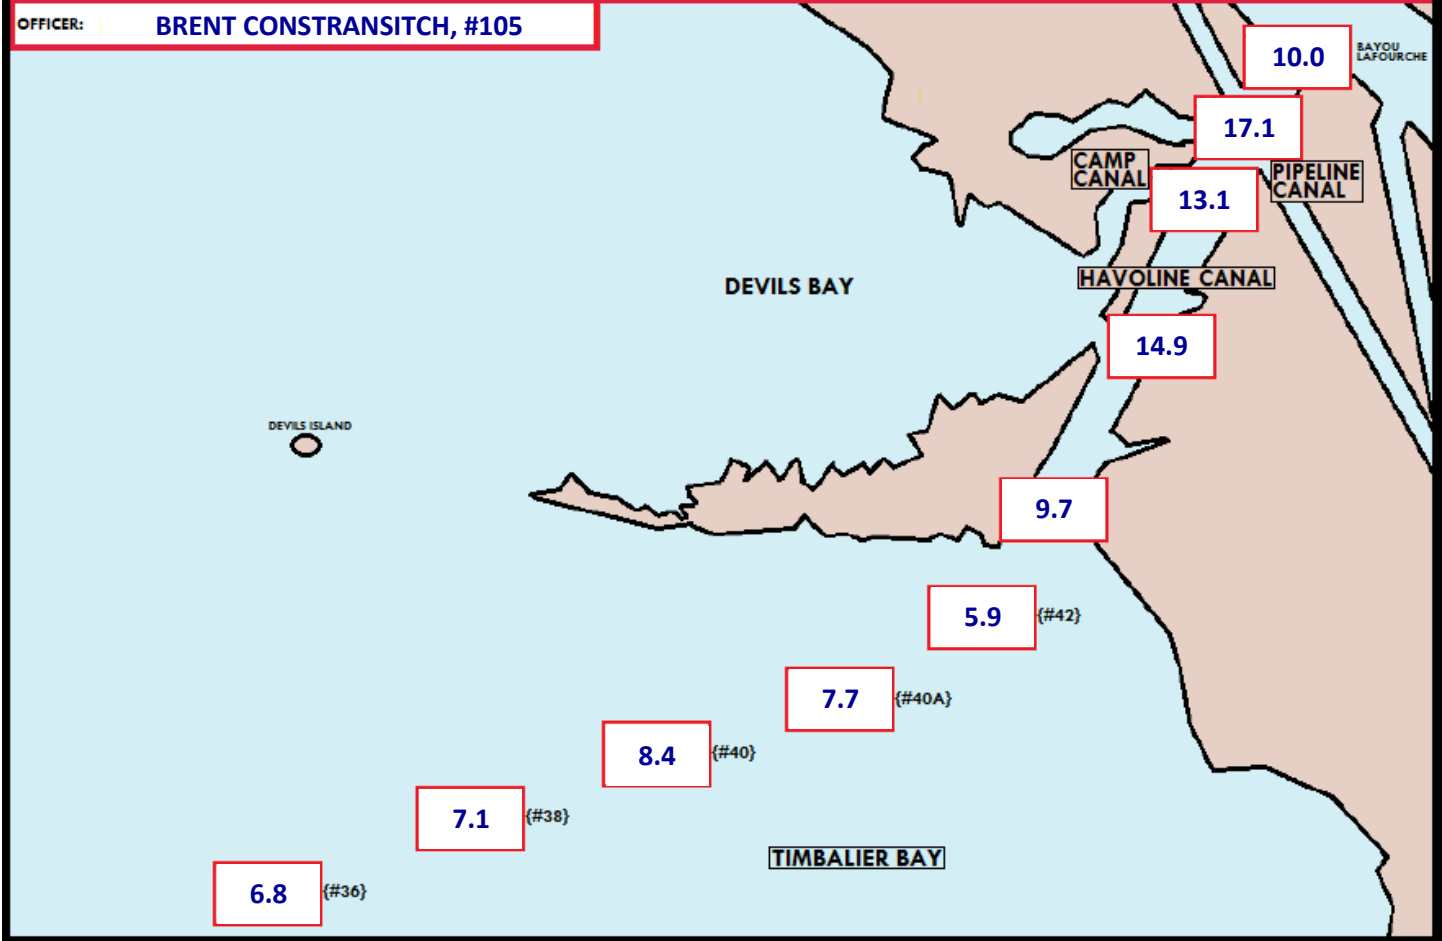 OFFICER: BRENT CONSTRANSITCH, #105
10.0 BAYOU
LAFOURCHE
17.1
CAMP
CANAL
PIPELINE
CANAL
13.1
DEVILS BAY
HAVOLINE CANAL
14.9
DEVILS ISLAND
9.7
5.9 {#42}
7.7 {#40A}
8.4 {#40}
7.1 {#38}
TIMBALIER BAY
6.8 {#36}